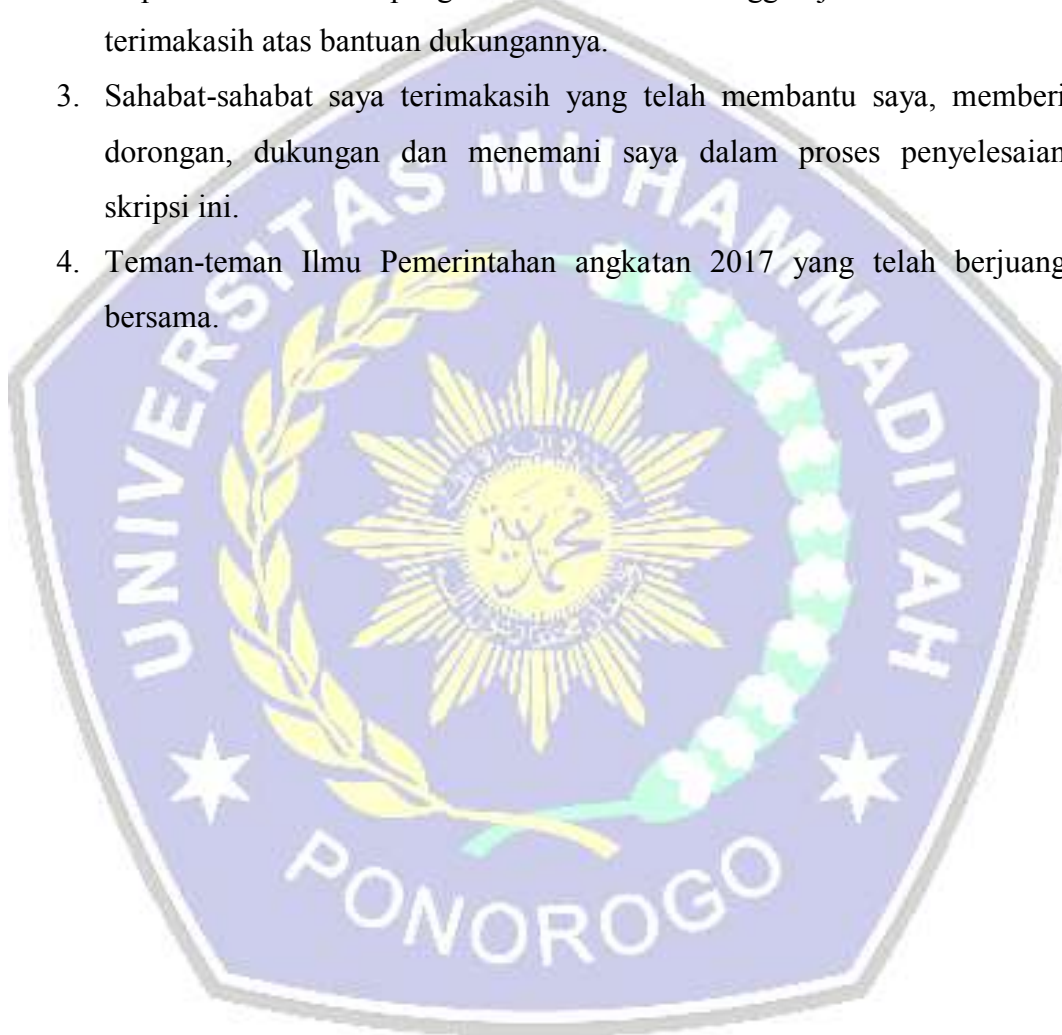 terimakasih atas bantuan dukungannya.
3. Sahabat-sahabat saya terimakasih yang telah membantu saya, memberi
dorongan, dukungan dan menemani saya dalam proses penyelesaian
skripsi ini.
4. Teman-teman Ilmu Pemerintahan angkatan 2017 yang telah berjuang
bersama.
UNIVERSITAS MUHAMMADIYAH
PONOROGO